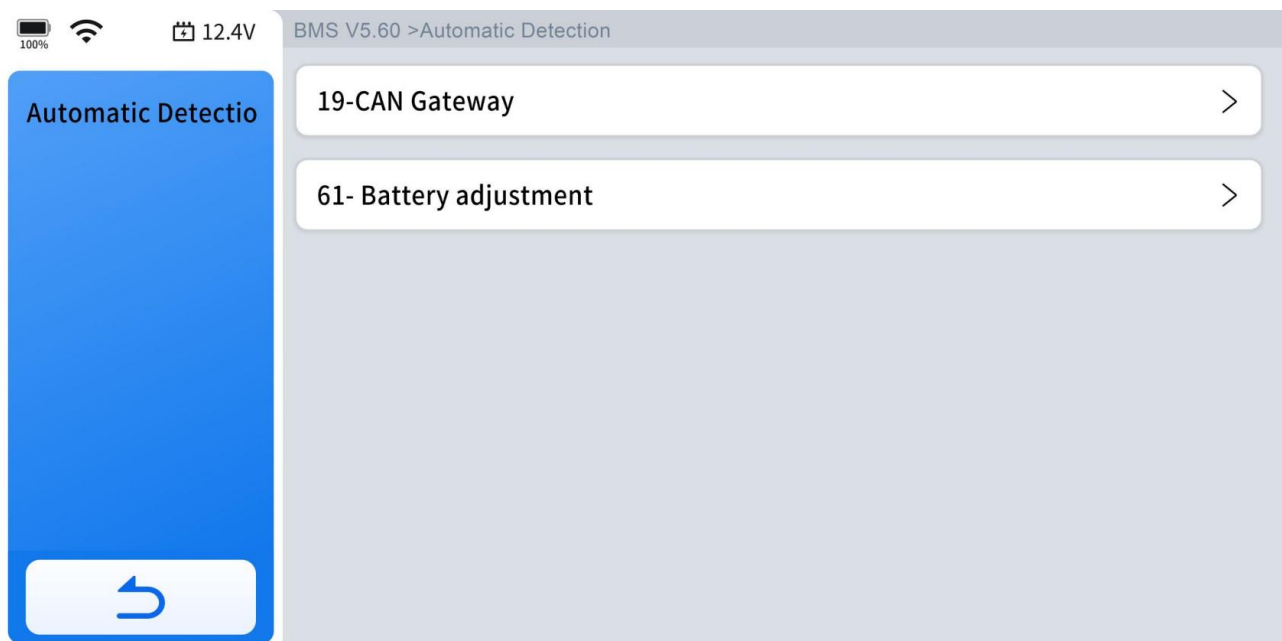 100%
12.4V
BMS V5.60 >Automatic Detection
Automatic Detectio
19-CAN Gateway
61- Battery adjustment